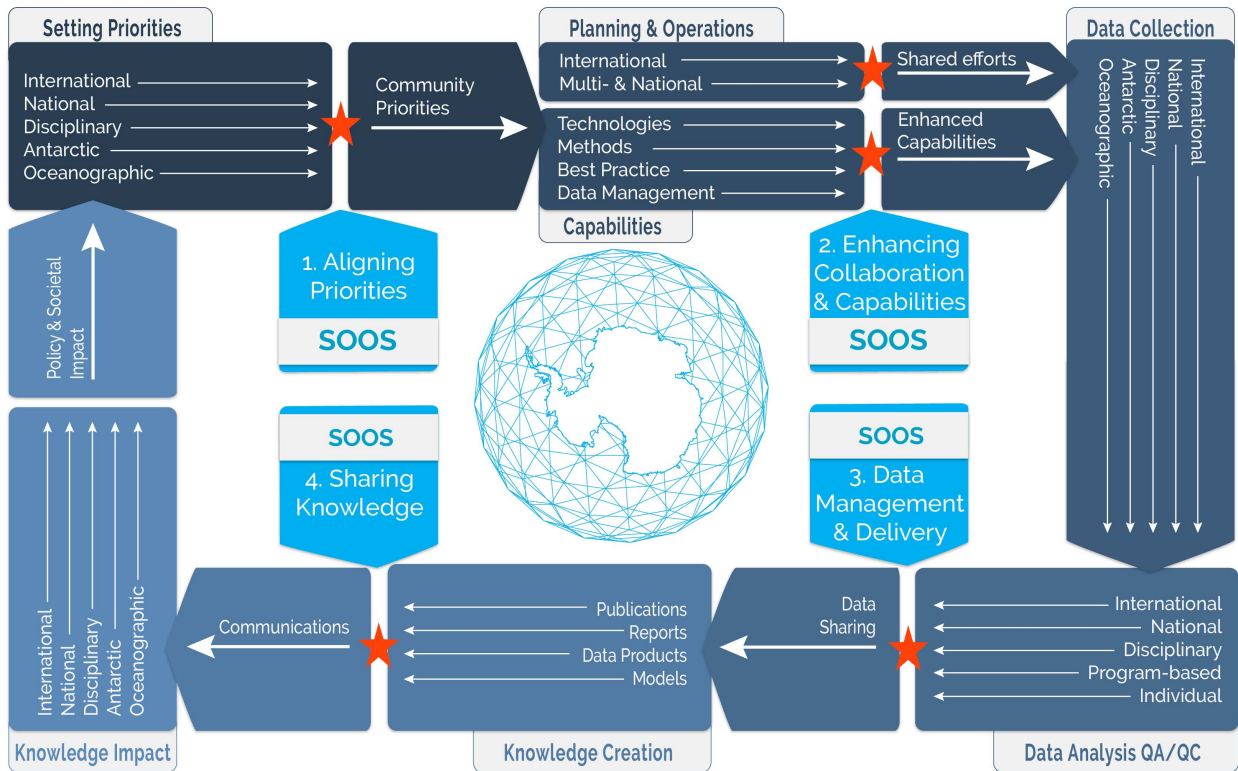 Setting Priorities
International
National
Disciplinary
Antarctic
Oceanographic
Community
Priorities
Planning & Operations
International
Multi- & National
Technologies
Methods
Best Practice
Data Management
Capabilities
Shared efforts
Enhanced
Capabilities
Data Collection
International
National
Disciplinary
Antarctic
Oceanographic
1. Aligning
Priorities
SOOS
2. Enhancing
Collaboration
& Capabilities
SOOS
SOOS
3. Data
Management
& Delivery
SOOS
4. Sharing
Knowledge
International
National
Disciplinary
Program-based
Individual
Data Analysis QA/QC
Data
Sharing
Publications
Reports
Data Products
Models
Knowledge Creation
Communications
International
National
Disciplinary
Antarctic
Oceanographic
Knowledge Impact
Policy & Societal
Impact